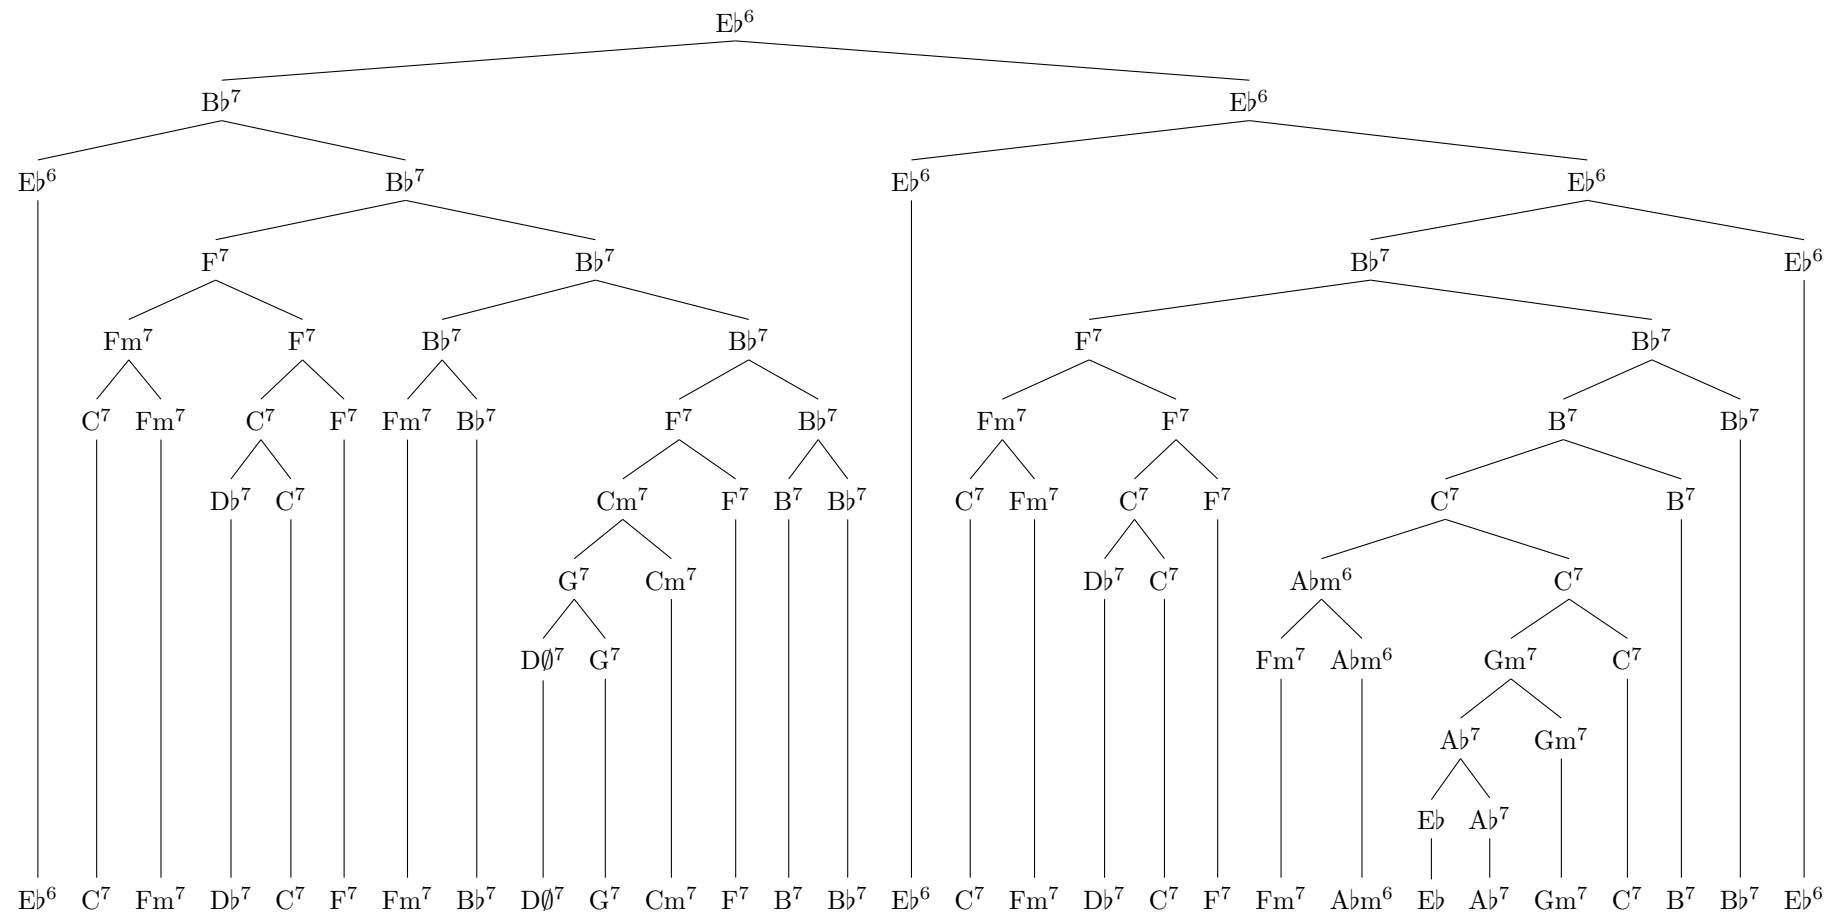 E♭⁶
B♭⁷ E♭⁶
E♭⁶ B♭⁷ E♭⁶ E♭⁶
F⁷ B♭⁷ B♭⁷ E♭⁶
Fm⁷ F⁷ B♭⁷ B♭⁷ F⁷ B♭⁷
C⁷ Fm⁷ C⁷ F⁷ Fm⁷ B♭⁷ F⁷ B♭⁷ Fm⁷ F⁷ B⁷ B♭⁷
D♭⁷ C⁷ Cm⁷ F⁷ B⁷ B♭⁷ C⁷ Fm⁷ C⁷ F⁷ C⁷ B⁷
G⁷ Cm⁷ D♭⁷ C⁷ A♭m⁶ C⁷
D∅⁷ G⁷ Fm⁷ A♭m⁶ Gm⁷ C⁷
A♭⁷ Gm⁷
E♭ A♭⁷
E♭⁶ C⁷ Fm⁷ D♭⁷ C⁷ F⁷ Fm⁷ B♭⁷ D∅⁷ G⁷ Cm⁷ F⁷ B⁷ B♭⁷ E♭⁶ C⁷ Fm⁷ D♭⁷ C⁷ F⁷ Fm⁷ A♭m⁶ E♭ A♭⁷ Gm⁷ C⁷ B⁷ B♭⁷ E♭⁶